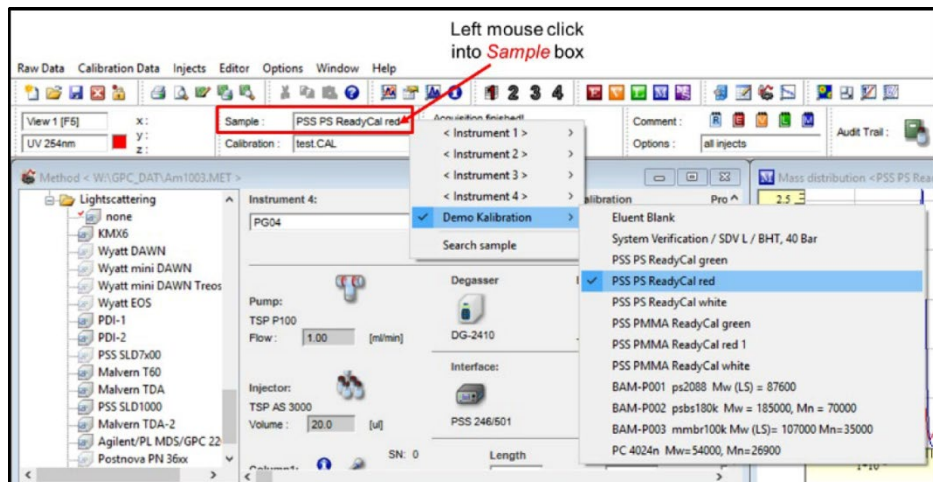 Left mouse click
into Sample box
Raw Data Calibration Data Injects Editor Options Window Help
1 2 3 4
View 1 [F5]
x :
Sample :
PSS PS ReadyCal red
Acquisition finished!
Comment :
UV 254nm
y :
z :
Calibration :
test.CAL
Options :
all injects
Audit Trail :
< Instrument 1 >
< Instrument 2 >
< Instrument 3 >
< Instrument 4 >
Demo Kalibration
Search sample
Eluent Blank
System Verification / SDV L / BHT, 40 Bar
PSS PS ReadyCal green
PSS PS ReadyCal red
PSS PS ReadyCal white
PSS PMMA ReadyCal green
PSS PMMA ReadyCal red 1
PSS PMMA ReadyCal white
BAM-P001 ps2088 Mw (LS) = 87600
BAM-P002 psbs180k Mw = 185000, Mn = 70000
BAM-P003 mmbr100k Mw (LS)= 107000 Mn=35000
PC 4024n Mw=54000, Mn=26900
Method < W:\GPC_DAT\Am1003.MET >
Lightscattering
none
KMX6
Wyatt DAWN
Wyatt mini DAWN
Wyatt mini DAWN Treos
Wyatt EOS
PDI-1
PDI-2
PSS SLD7x00
Malvern T60
Malvern TDA
PSS SLD1000
Malvern TDA-2
Agilent/PL MDS/GPC 22
Postnova PN 36xx
Instrument 4:
PG04
Pump:
TSP P100
Flow : 1.00 [ml/min]
Injector:
TSP AS 3000
Volume : 20.0 [ul]
SN: 0
Length
Degasser
DG-2410
Interface:
PSS 246/501
Mass distribution <PSS PS Rea
2.5